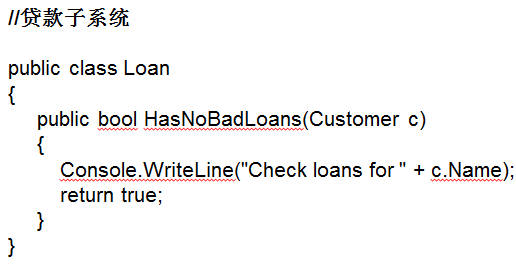 //贷款子系统
public class Loan
{
public bool HasNoBadLoans(Customer c)
{
Console.WriteLine("Check loans for " + c.Name);
return true;
}
}